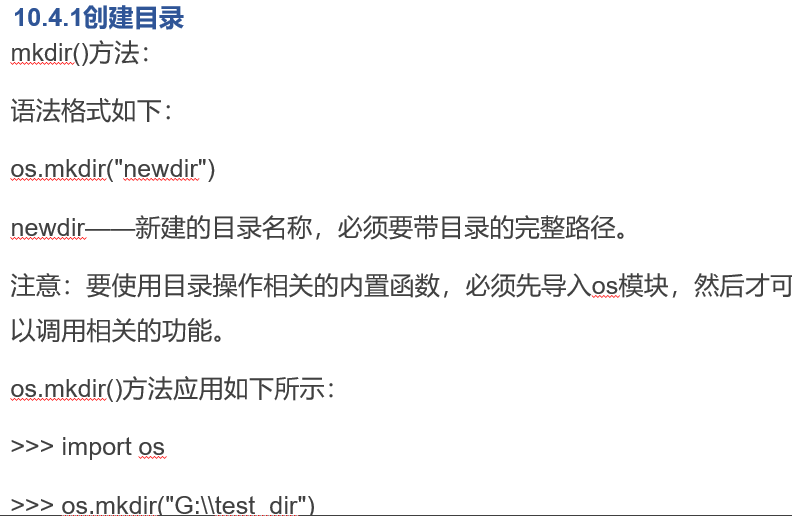 10.4.1创建目录
mkdir()方法：
语法格式如下：
os.mkdir("newdir")
newdir——新建的目录名称，必须要带目录的完整路径。
注意：要使用目录操作相关的内置函数，必须先导入os模块，然后才可
以调用相关的功能。
os.mkdir()方法应用如下所示：
>>> import os
>>> os.mkdir("G:\\test_dir")